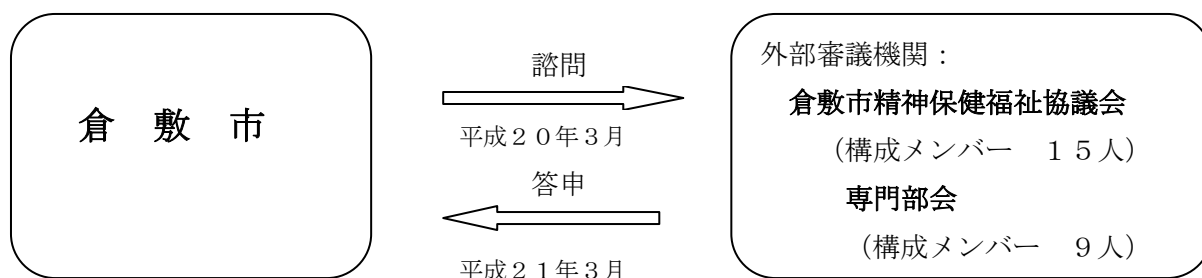 倉 敷 市
諮問
平成２０年３月
答申
平成２１年３月
外部審議機関：
倉敷市精神保健福祉協議会
（構成メンバー　１５人）
専門部会
（構成メンバー　９人）